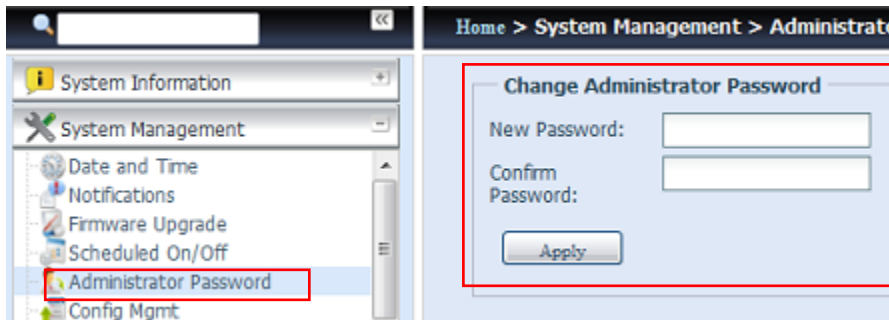 Home > System Management > Administrato
System Information
System Management
Date and Time
Notifications
Firmware Upgrade
Scheduled On/Off
Administrator Password
Config Mgmt
Change Administrator Password
New Password:
Confirm
Password:
Apply